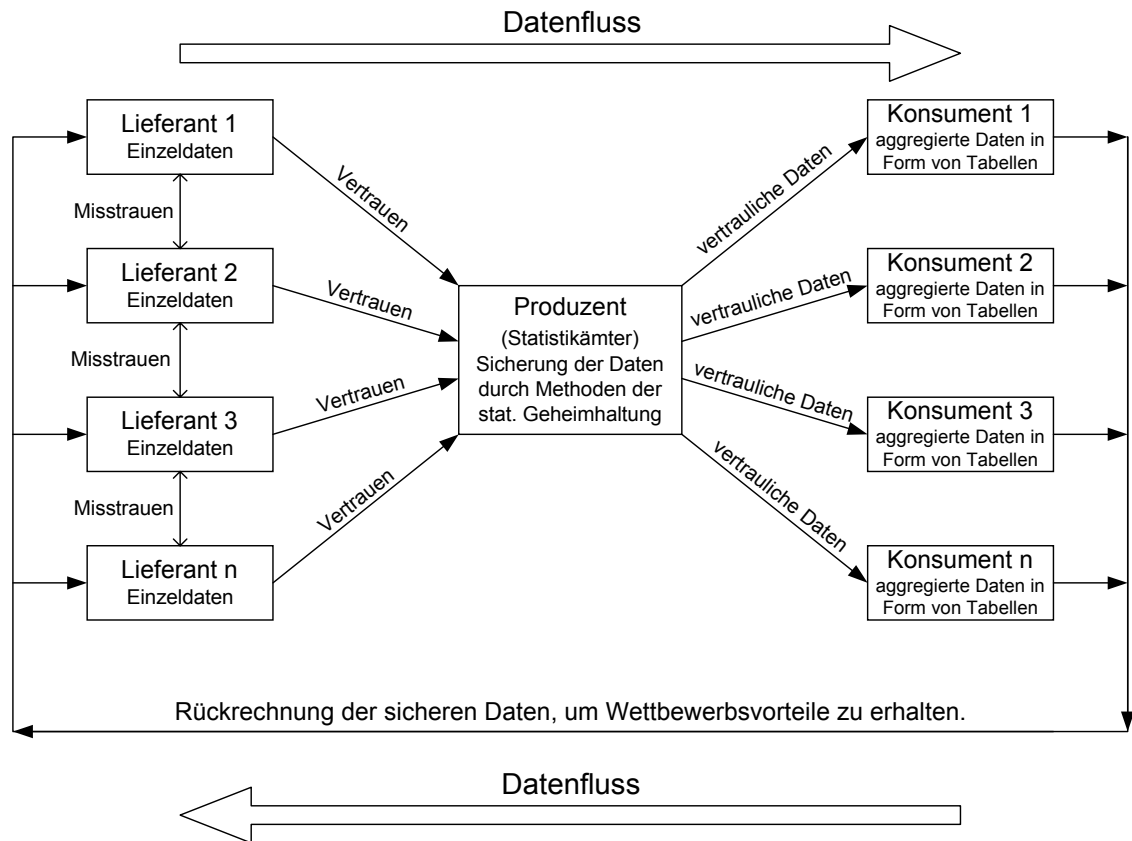 Datenfluss
Lieferant 1
Einzeldaten
Misstrauen
Lieferant 2
Einzeldaten
Misstrauen
Lieferant 3
Einzeldaten
Misstrauen
Lieferant n
Einzeldaten
Vertrauen
Vertrauen
Vertrauen
Vertrauen
Produzent
(Statistikämter)
Sicherung der Daten
durch Methoden der
stat. Geheimhaltung
vertrauliche Daten
vertrauliche Daten
vertrauliche Daten
vertrauliche Daten
Konsument 1
aggregierte Daten in
Form von Tabellen
Konsument 2
aggregierte Daten in
Form von Tabellen
Konsument 3
aggregierte Daten in
Form von Tabellen
Konsument n
aggregierte Daten in
Form von Tabellen
Rückrechnung der sicheren Daten, um Wettbewerbsvorteile zu erhalten.
Datenfluss